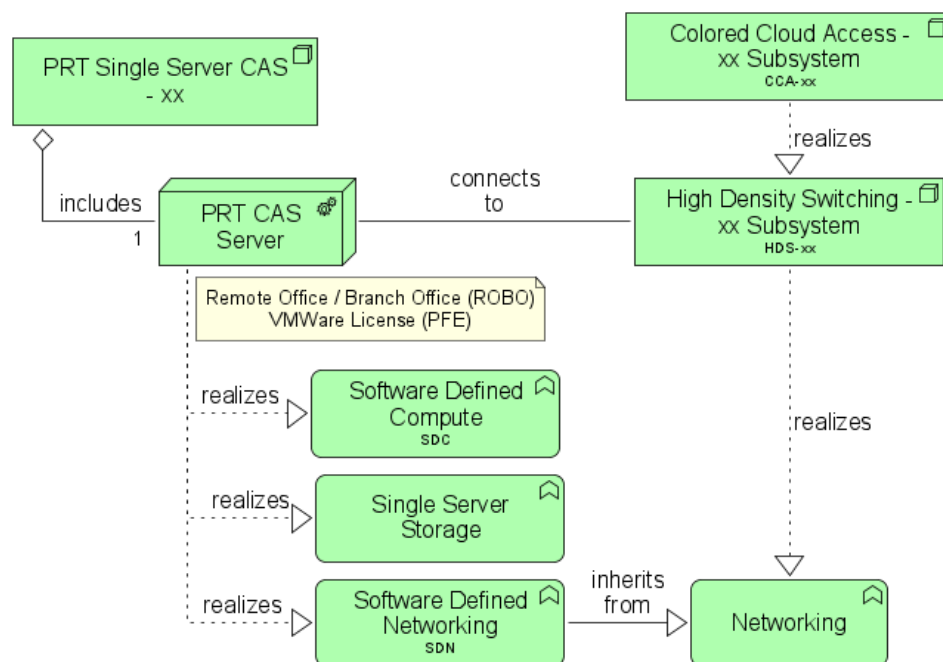 PRT Single Server CAS
- xx
Colored Cloud Access -
xx Subsystem
CCA-xx
realizes
includes
1
PRT CAS
Server
connects
to
High Density Switching -
xx Subsystem
HDS-xx
Remote Office / Branch Office (ROBO)
VMWare License (PFE)
realizes
Software Defined
Compute
SDC
realizes
realizes
Single Server
Storage
realizes
Software Defined
Networking
SDN
inherits
from
Networking